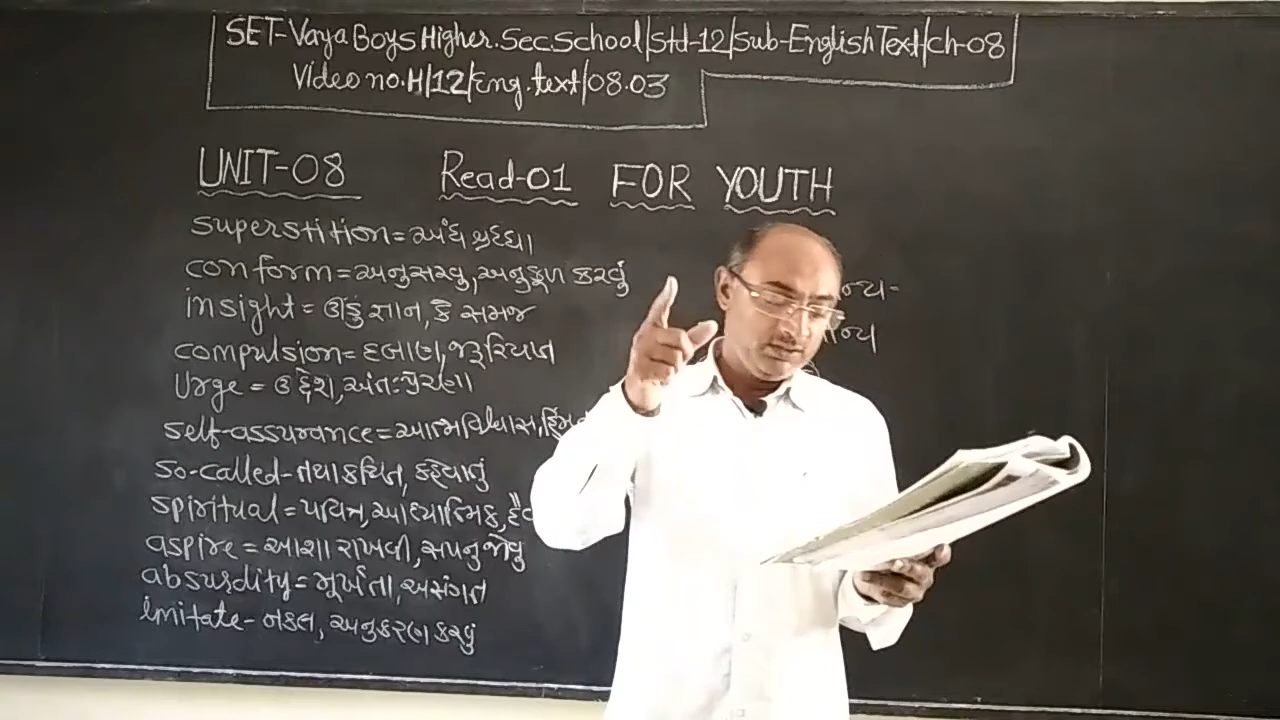 SET-Vaya Boys Higher.Sec.School|Std-12|Sub-English Text|ch-08
Video no.H|12|Eng.text|08.03
UNIT-08 Read-01 FOR YOUTH
superstition=અંધ શ્રદ્ધા
conform=અનુસરવુ,અનુકૂળ કરવું
insight=ઊંડુ જ્ઞાન, કે સમજ
compulsion=દબાણ,જરૂરિયાત
Urge=ઉદ્દેશ,અંતઃપ્રેરણા
self-assurance=આત્મવિશ્વાસ,
so-called-તથાકથિત, કહેવાનું
spiritual=પવિત્ર,આધ્યાત્મિક,
aspire=આશા રાખવી,સપનુ જોવુ
absurdity=મૂર્ખતા,અસંગત
imitate-નકલ, અનુકરણ કરવું